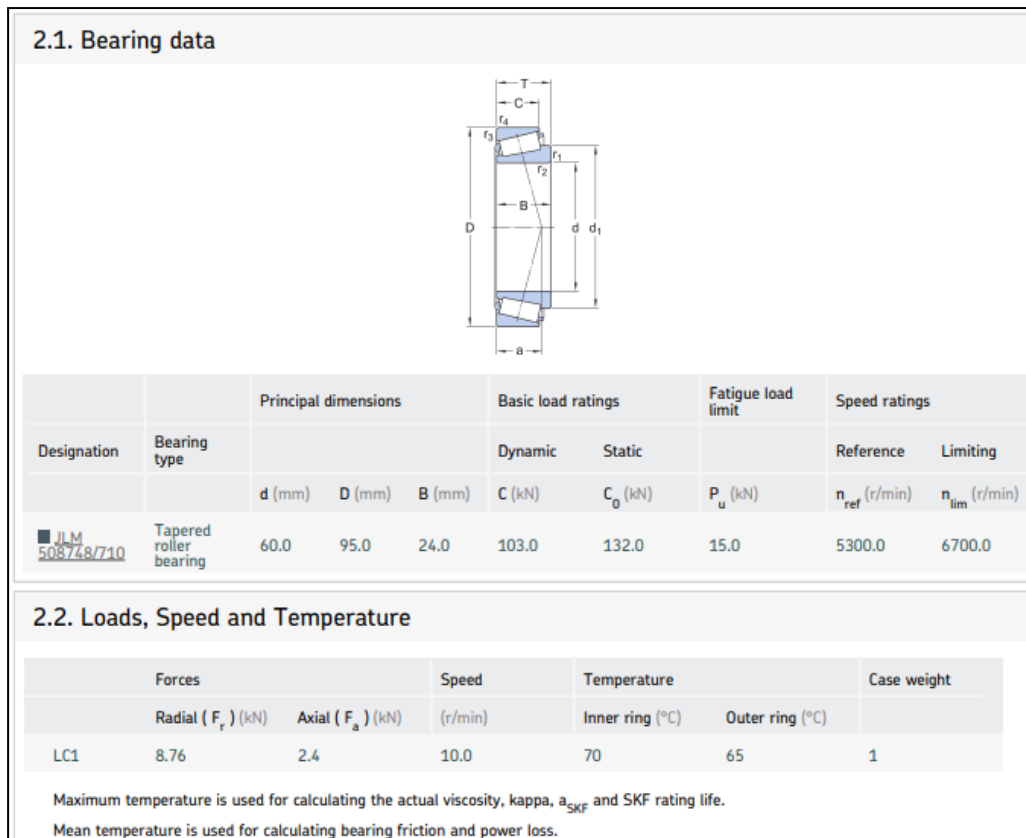 2.1. Bearing data
T
C
r4
r3
r1
r2
B
D
d
d1
a
Principal dimensions
Basic load ratings
Fatigue load limit
Speed ratings
Designation
Bearing type
Dynamic
Static
Reference
Limiting
d (mm)
D (mm)
B (mm)
C (kN)
C0 (kN)
Pu (kN)
nref (r/min)
nlim (r/min)
JLM 508748/710
Tapered roller bearing
60.0
95.0
24.0
103.0
132.0
15.0
5300.0
6700.0
2.2. Loads, Speed and Temperature
Forces
Speed
Temperature
Case weight
Radial ( Fr ) (kN)
Axial ( Fa ) (kN)
(r/min)
Inner ring (°C)
Outer ring (°C)
LC1
8.76
2.4
10.0
70
65
1
Maximum temperature is used for calculating the actual viscosity, kappa, aSKF and SKF rating life.
Mean temperature is used for calculating bearing friction and power loss.